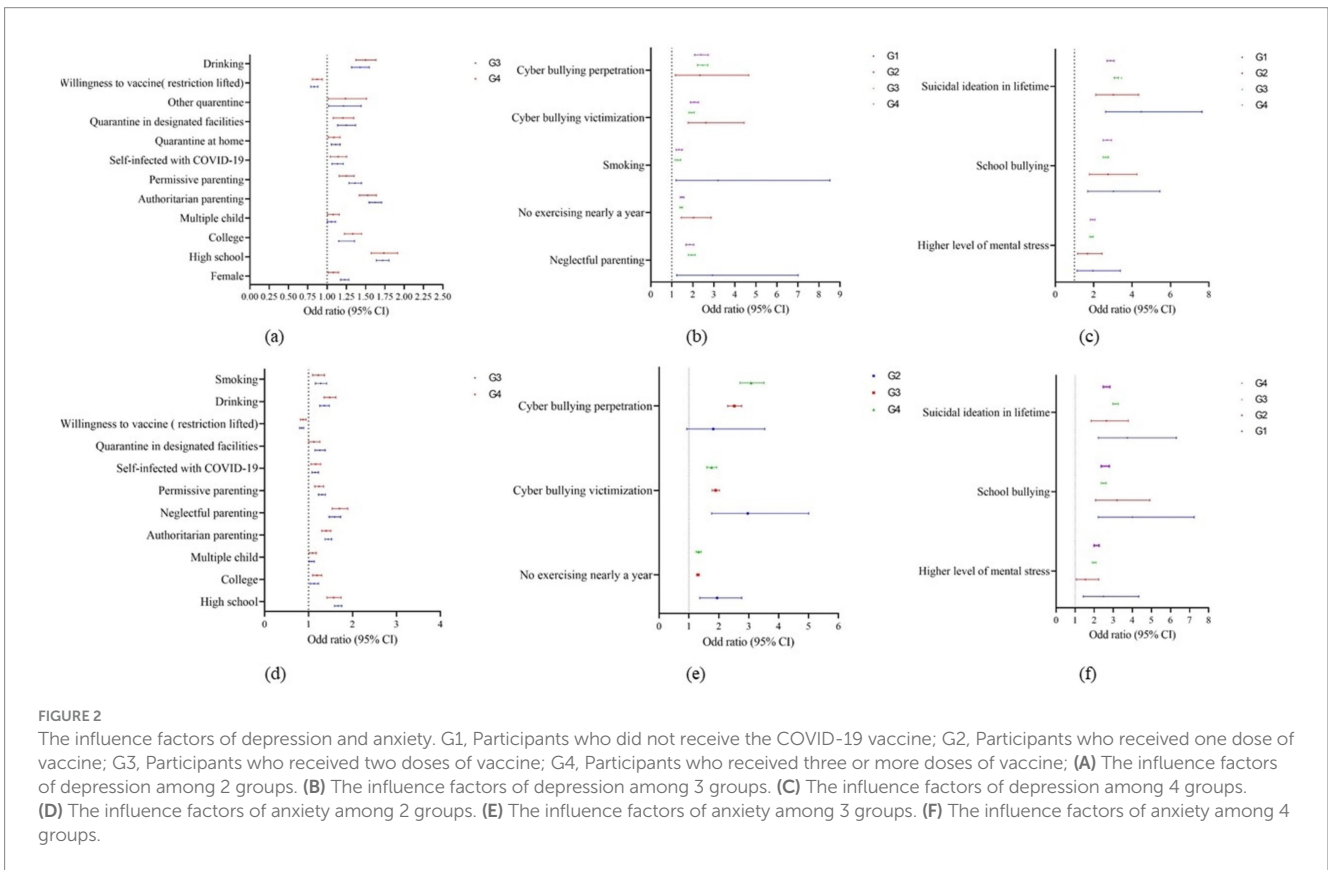 Drinking
Willingness to vaccine( restriction lifted)
Other quarentine
Quarantine in designated facilities
Quarantine at home
Self-infected with COVID-19
Permissive parenting
Authoritarian parenting
Multiple child
College
High school
Female
0.00 0.25 0.50 0.75 1.00 1.25 1.50 1.75 2.00 2.25 2.50
Odd ratio (95% CI)
G3
G4
(a)
Cyber bullying perpetration
Cyber bullying victimization
Smoking
No exercising nearly a year
Neglectful parenting
0 1 2 3 4 5 6 7 8 9
Odd ratio (95% CI)
G1
G2
G3
G4
(b)
Suicidal ideation in lifetime
School bullying
Higher level of mental stress
0 2 4 6 8
Odd ratio (95% CI)
G1
G2
G3
G4
(c)
Smoking
Drinking
Willingness to vaccine ( restriction lifted)
Quarantine in designated facilities
Self-infected with COVID-19
Permissive parenting
Neglectful parenting
Authoritarian parenting
Multiple child
College
High school
0 1 2 3 4
Odd ratio (95% CI)
G3
G4
(d)
Cyber bullying perpetration
Cyber bullying victimization
No exercising nearly a year
0 1 2 3 4 5 6
Odd ratio (95% CI)
G2
G3
G4
(e)
Suicidal ideation in lifetime
School bullying
Higher level of mental stress
0 1 2 3 4 5 6 7 8
Odd ratio (95% CI)
G4
G3
G2
G1
(f)
FIGURE 2
The influence factors of depression and anxiety. G1, Participants who did not receive the COVID-19 vaccine; G2, Participants who received one dose of
vaccine; G3, Participants who received two doses of vaccine; G4, Participants who received three or more doses of vaccine; (A) The influence factors
of depression among 2 groups. (B) The influence factors of depression among 3 groups. (C) The influence factors of depression among 4 groups.
(D) The influence factors of anxiety among 2 groups. (E) The influence factors of anxiety among 3 groups. (F) The influence factors of anxiety among 4
groups.